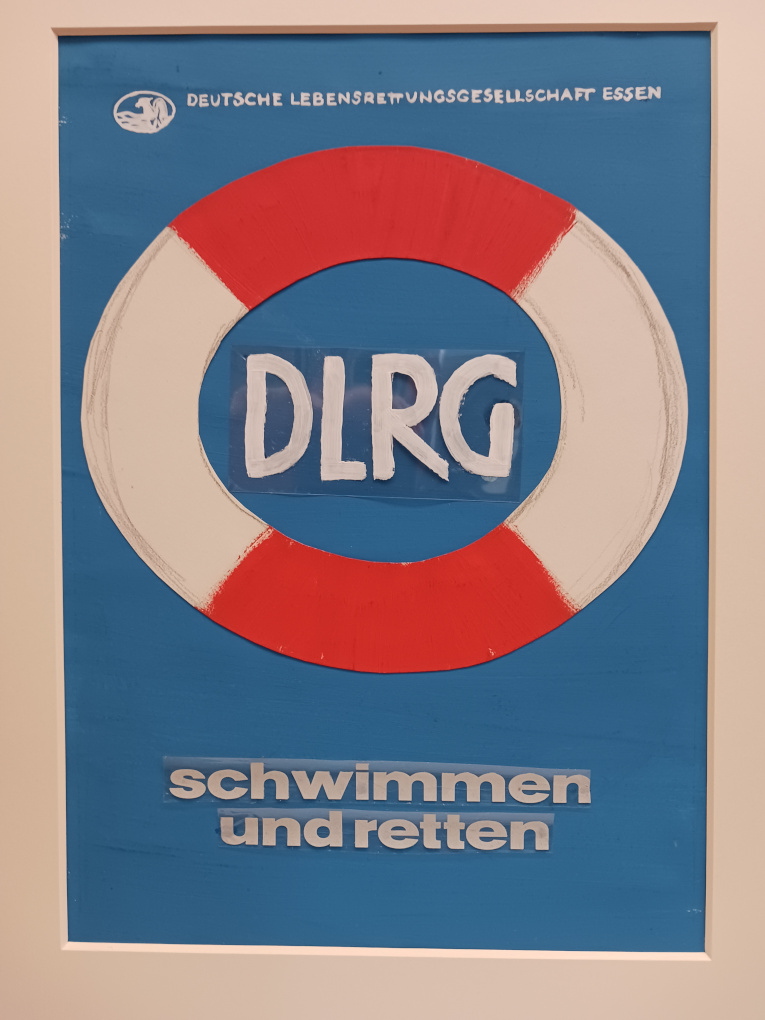 DEUTSCHE LEBENSRETTUNGSGESELLSCHAFT ESSEN
DLRG
schwimmen
und retten